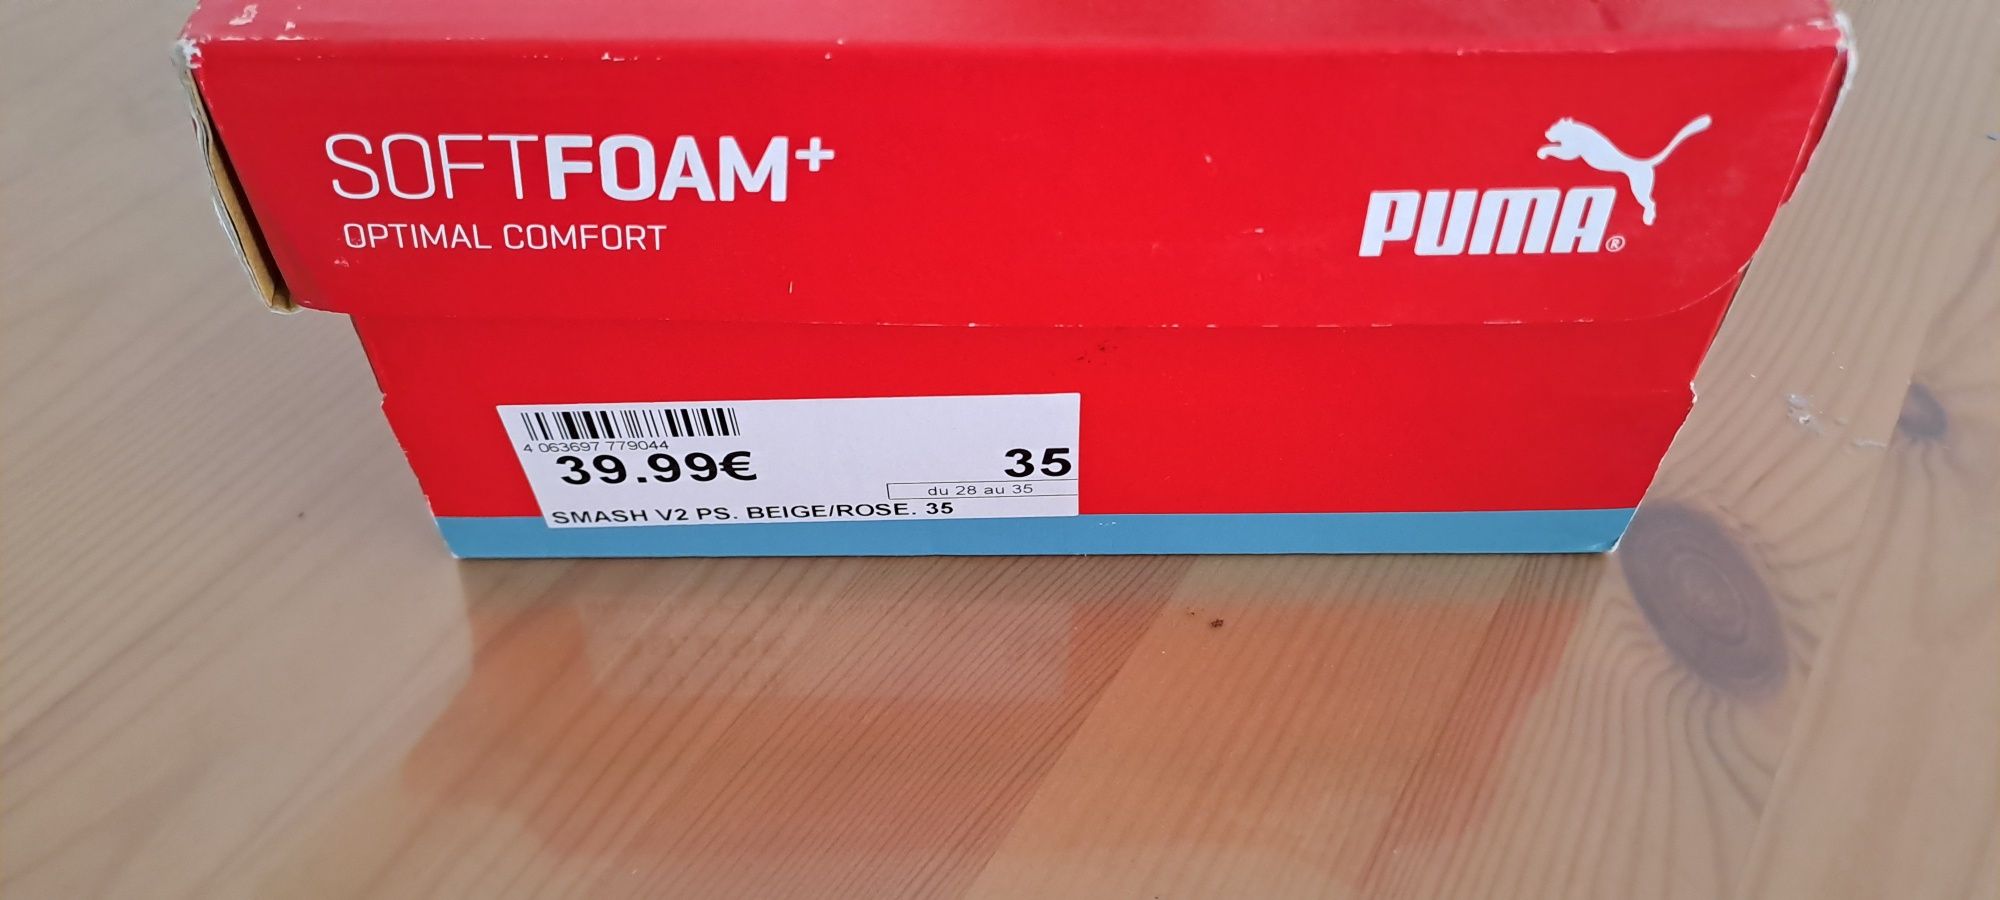 SOFTFOAM+
OPTIMAL COMFORT
PUMA®
4 063697 779044
39.99€
35
du 28 au 35
SMASH V2 PS. BEIGE/ROSE. 35